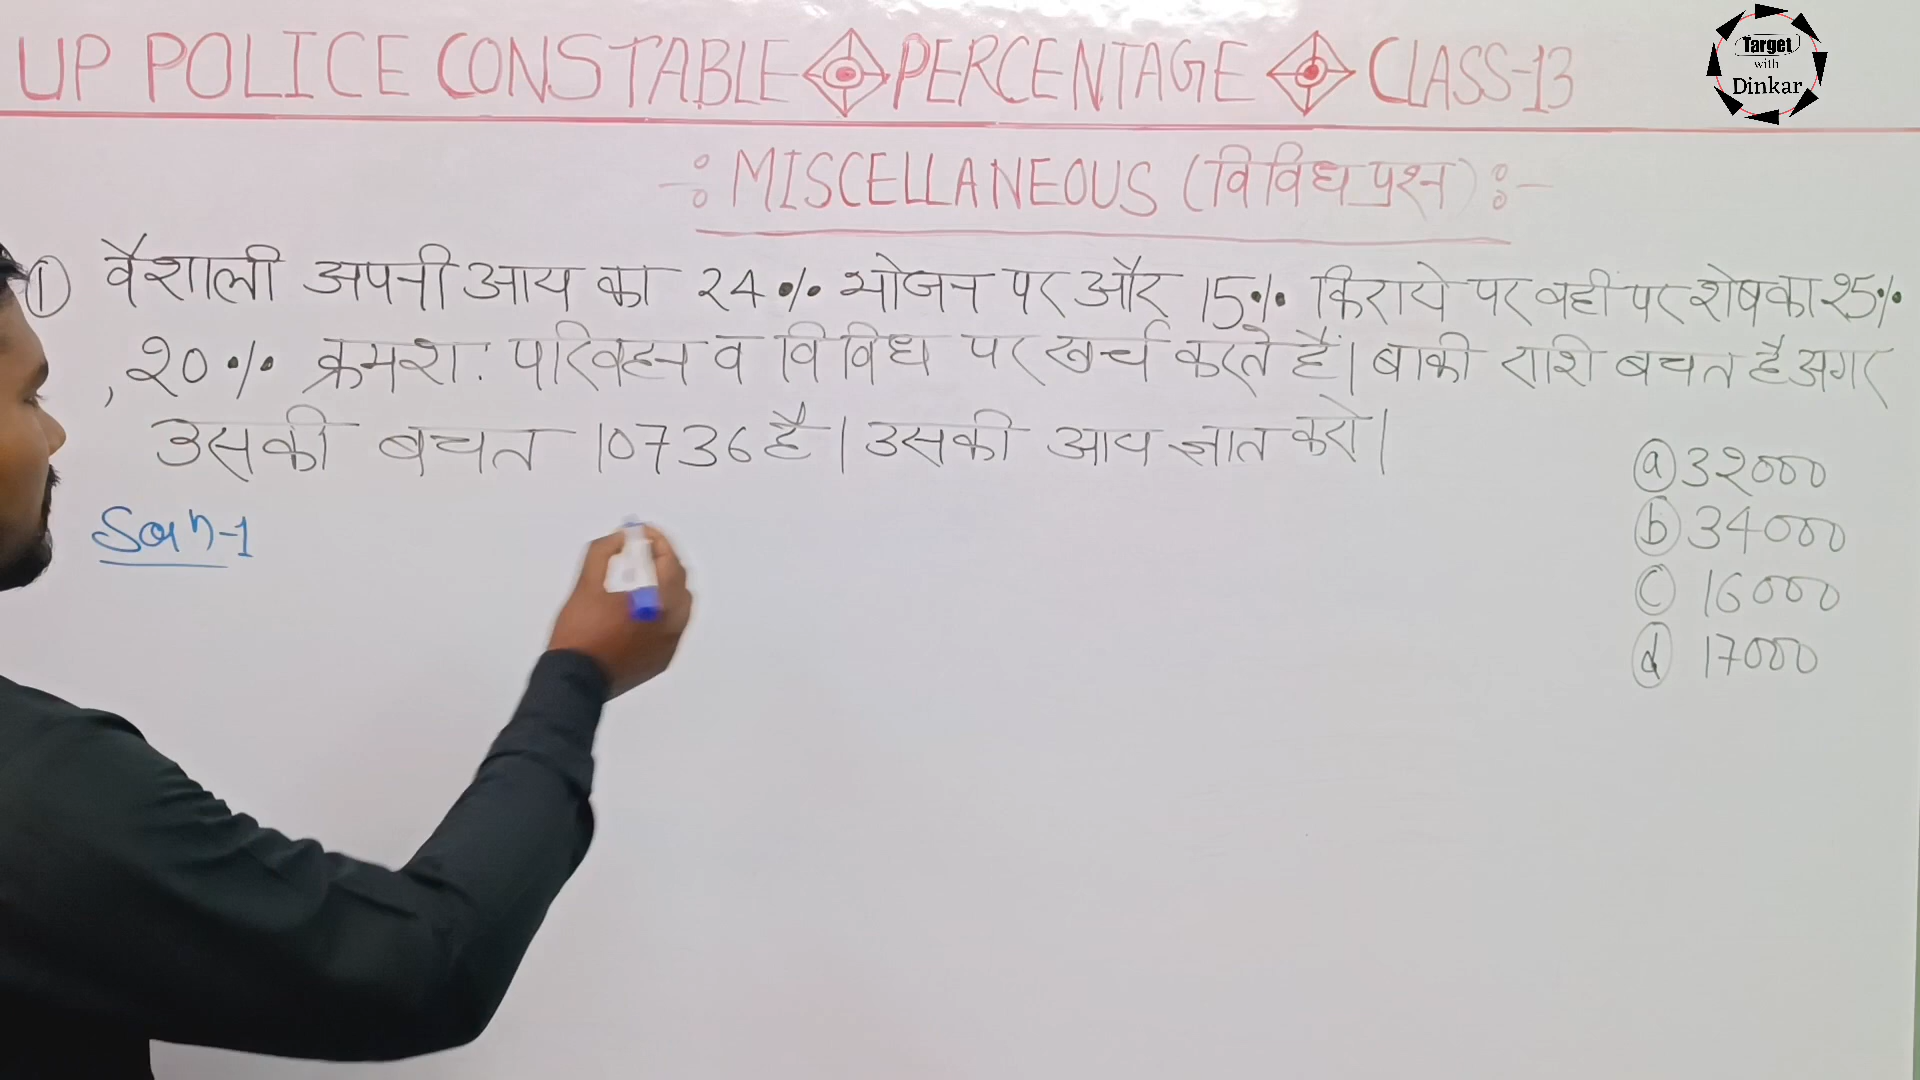 UP POLICE CONSTABLE PERCENTAGE CLASS-13
Target
with
Dinkar
-: MISCELLANEOUS (विविध प्रश्न) :-
① वैशाली अपनी आय का 24% भोजन पर और 15% किराये पर वही पर शेष का 25%
, 20% क्रमश: परिवहन व विविध पर खर्च करते हैं। बाकी राशि बचत है अगर
उसकी बचत 10736 है। उसकी आय ज्ञात करो।
ⓐ 32000
ⓑ 34000
ⓒ 16000
ⓓ 17000
Solⁿ-1